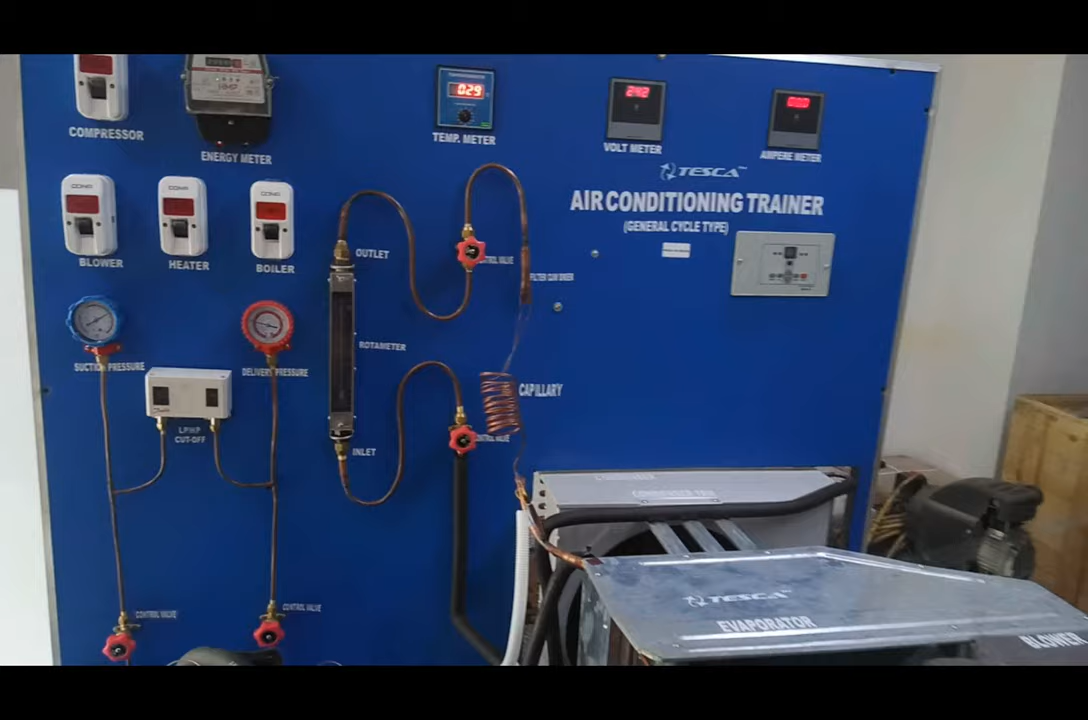 COMPRESSOR
ENERGY METER
029
TEMP. METER
242
VOLT METER
000
AMPERE METER
TESCA
AIR CONDITIONING TRAINER
(GENERAL CYCLE TYPE)
BLOWER
HEATER
BOILER
OUTLET
CONTROL VALVE
ROTAMETER
SUCTION PRESSURE
DELIVERY PRESSURE
LP/HP
CUT-OFF
CAPILLARY
CONTROL VALVE
INLET
CONDENSER
CONTROL VALVE
CONTROL VALVE
TESCA
EVAPORATOR
BLOWER